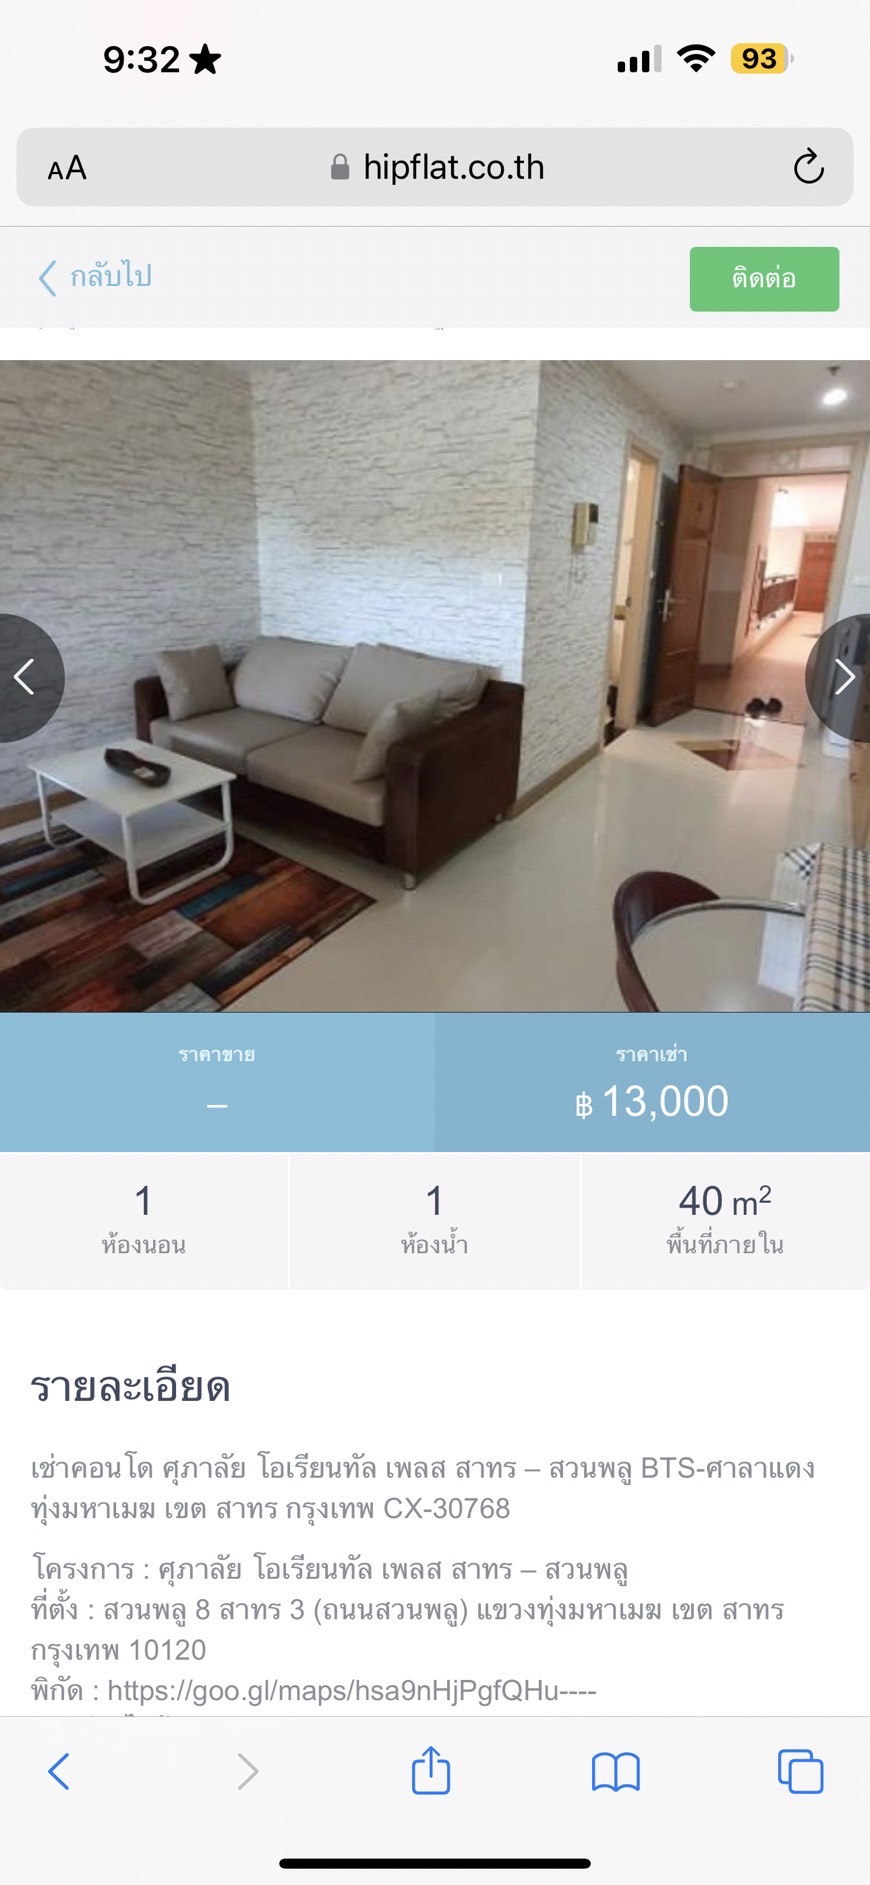 9:32
93
AA hipflat.co.th
กลับไป
ติดต่อ
ราคาขาย
–
ราคาเช่า
฿ 13,000
1
ห้องนอน
1
ห้องน้ำ
40 m²
พื้นที่ภายใน
รายละเอียด
เช่าคอนโด ศุภาลัย โอเรียนทัล เพลส สาทร – สวนพลู BTS-ศาลาแดง
ทุ่งมหาเมฆ เขต สาทร กรุงเทพ CX-30768
โครงการ : ศุภาลัย โอเรียนทัล เพลส สาทร – สวนพลู
ที่ตั้ง : สวนพลู 8 สาทร 3 (ถนนสวนพลู) แขวงทุ่งมหาเมฆ เขต สาทร
กรุงเทพ 10120
พิกัด : https://goo.gl/maps/hsa9nHjPgfQHu----